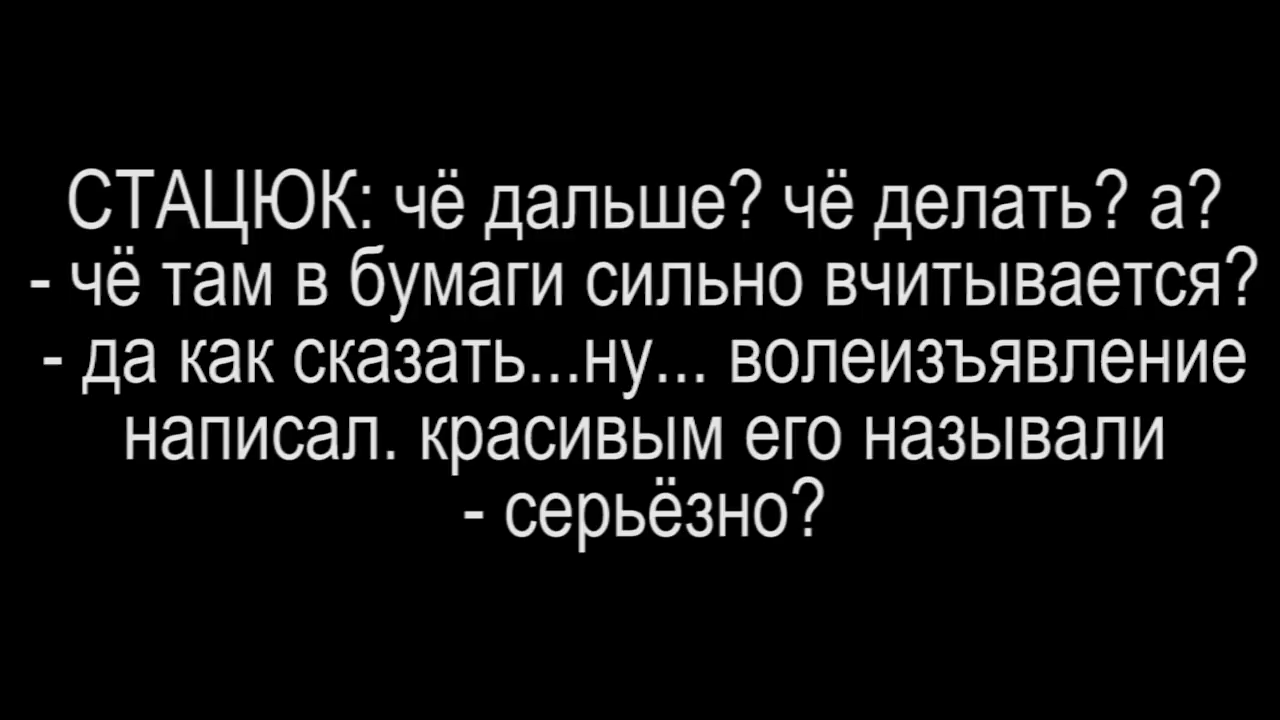 СТАЦЮК: чё дальше? чё делать? а?
- чё там в бумаги сильно вчитывается?
- да как сказать...ну... волеизъявление
написал. красивым его называли
- серьёзно?